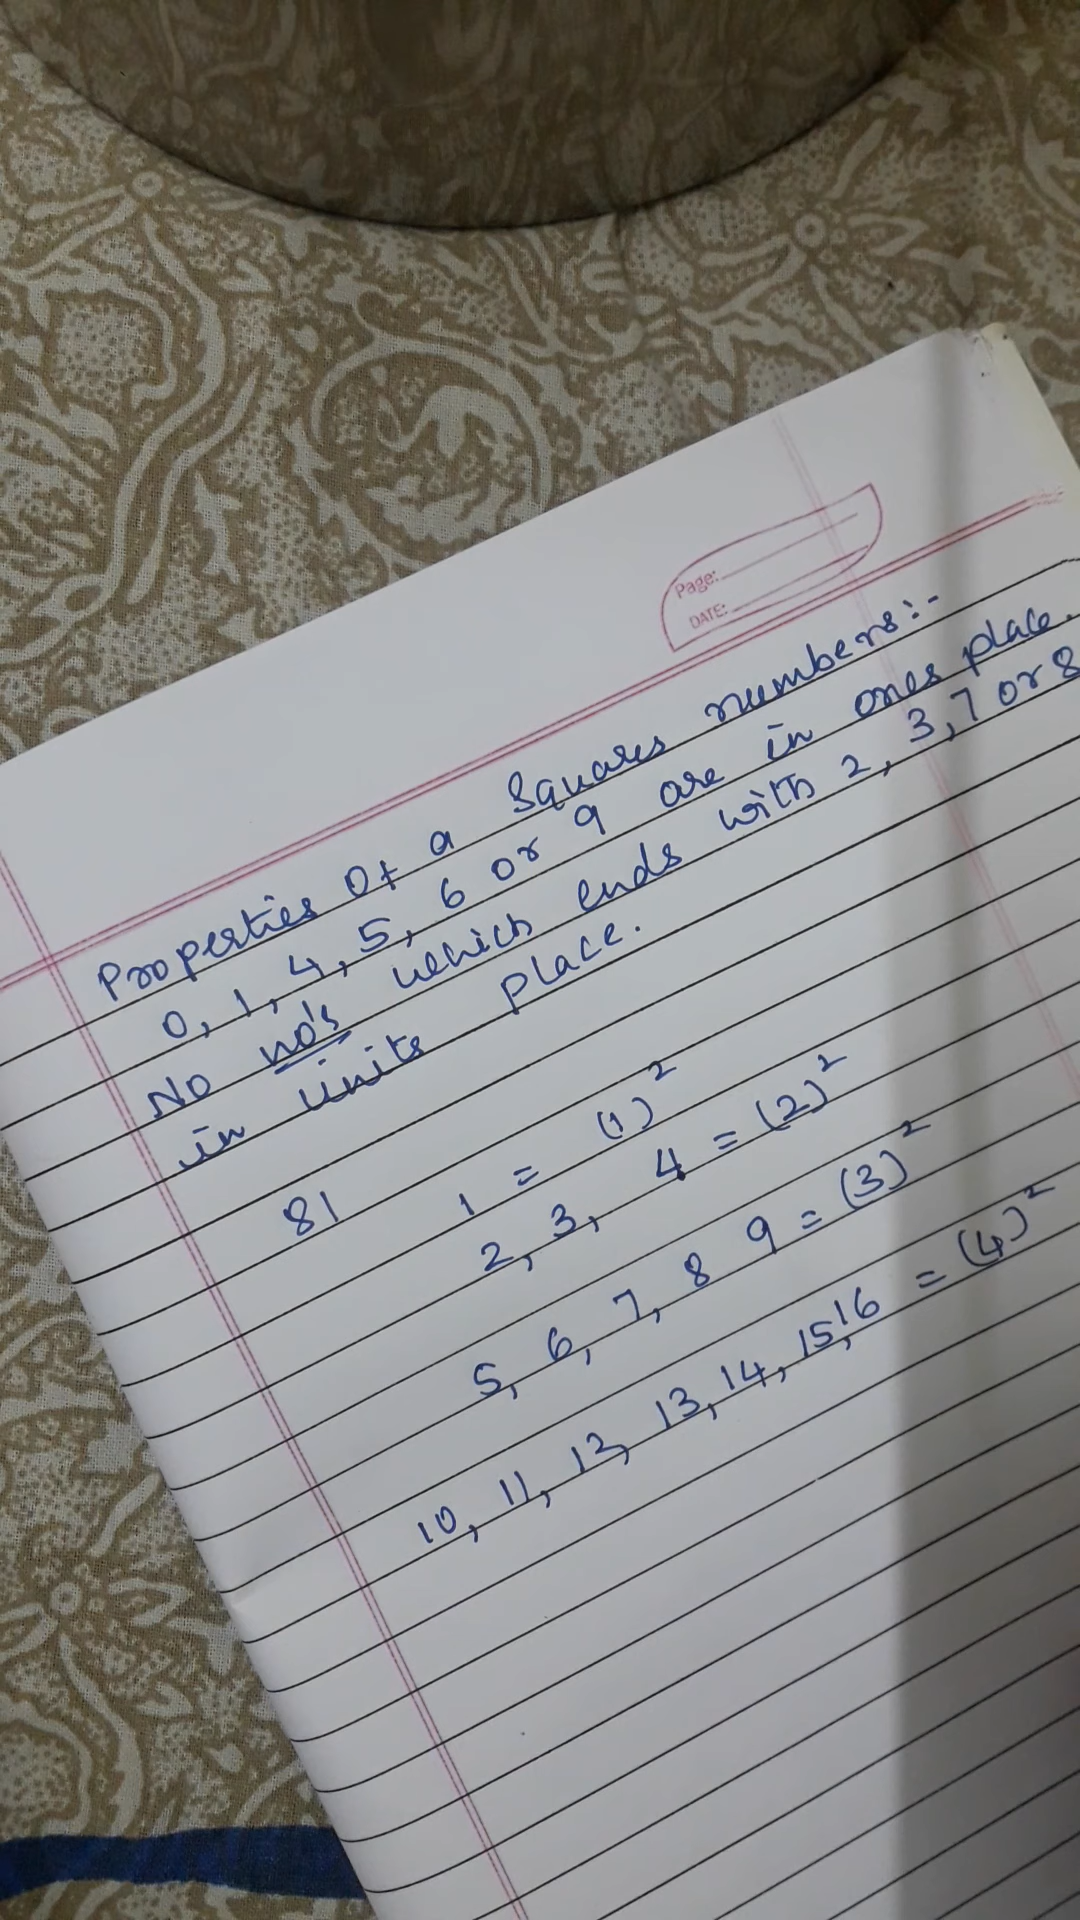 Page:
DATE:
Properties Of a Squares numbers:-
0, 1, 4, 5, 6 or 9 are in ones place.
No no's which ends with 2, 3, 7 or 8
in units place.
81 1 = (1)²
2, 3, 4 = (2)²
5, 6, 7, 8 9 = (3)²
10, 11, 12, 13, 14, 15, 16 = (4)²